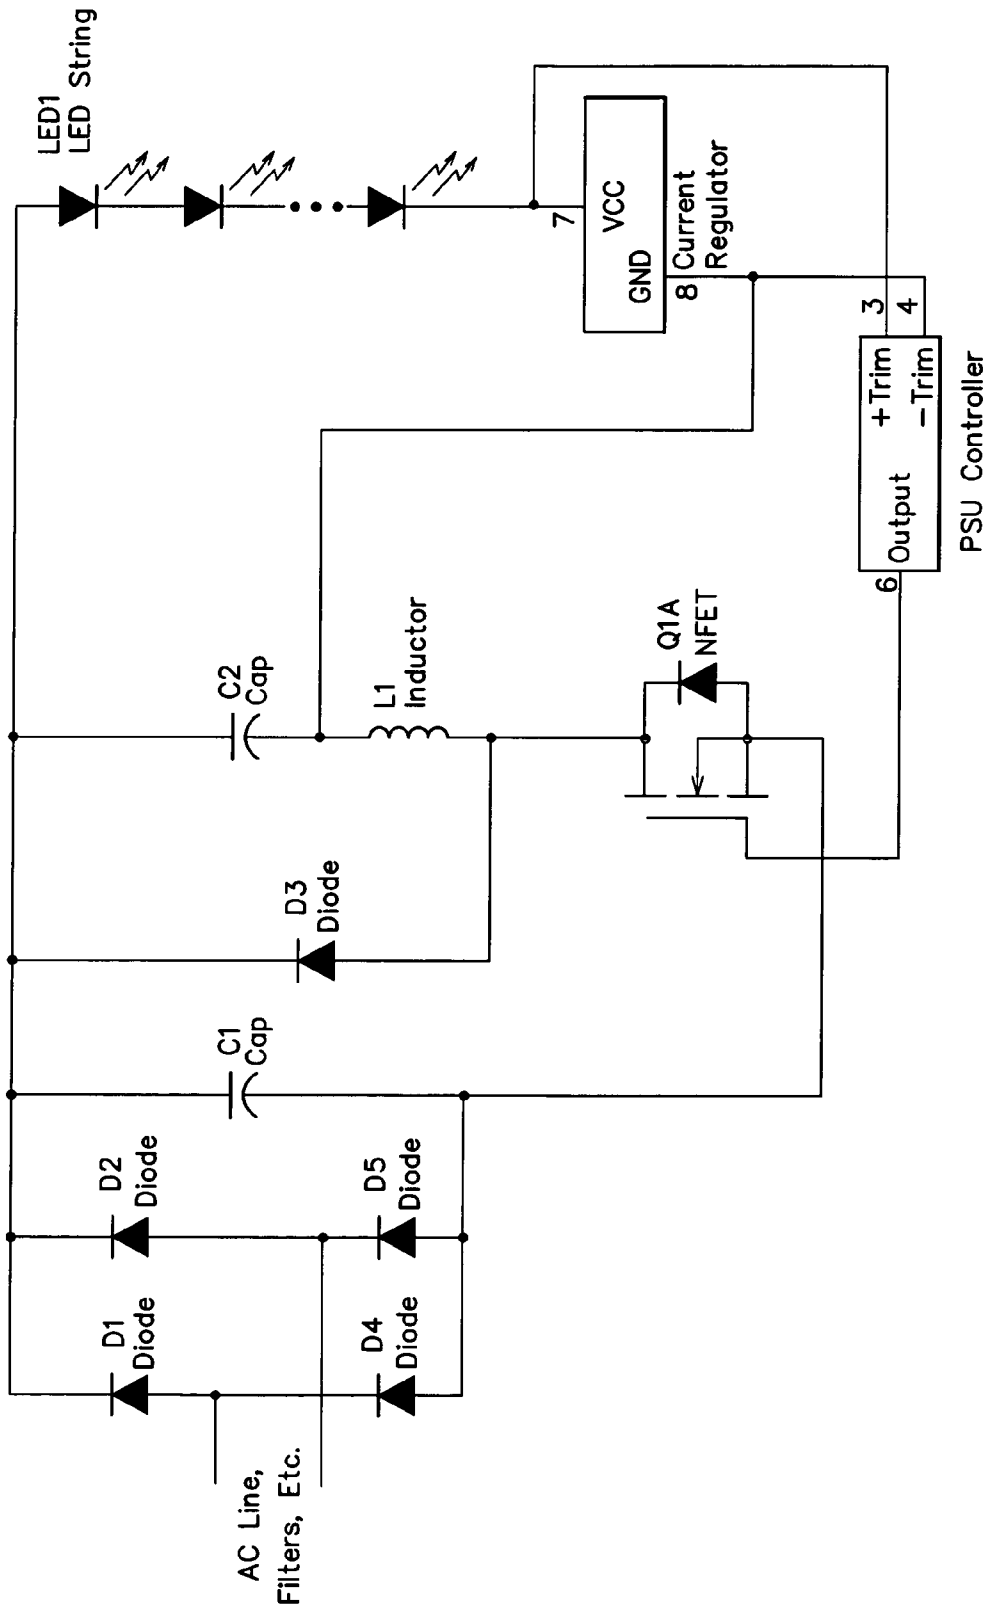 AC Line,
Filters, Etc.
D1
Diode
D2
Diode
D4
Diode
D5
Diode
C1
Cap
D3
Diode
C2
Cap
L1
Inductor
Q1A
NFET
LED1
LED String
7
VCC
GND
8
Current
Regulator
3
4
+Trim
-Trim
Output
6
PSU Controller